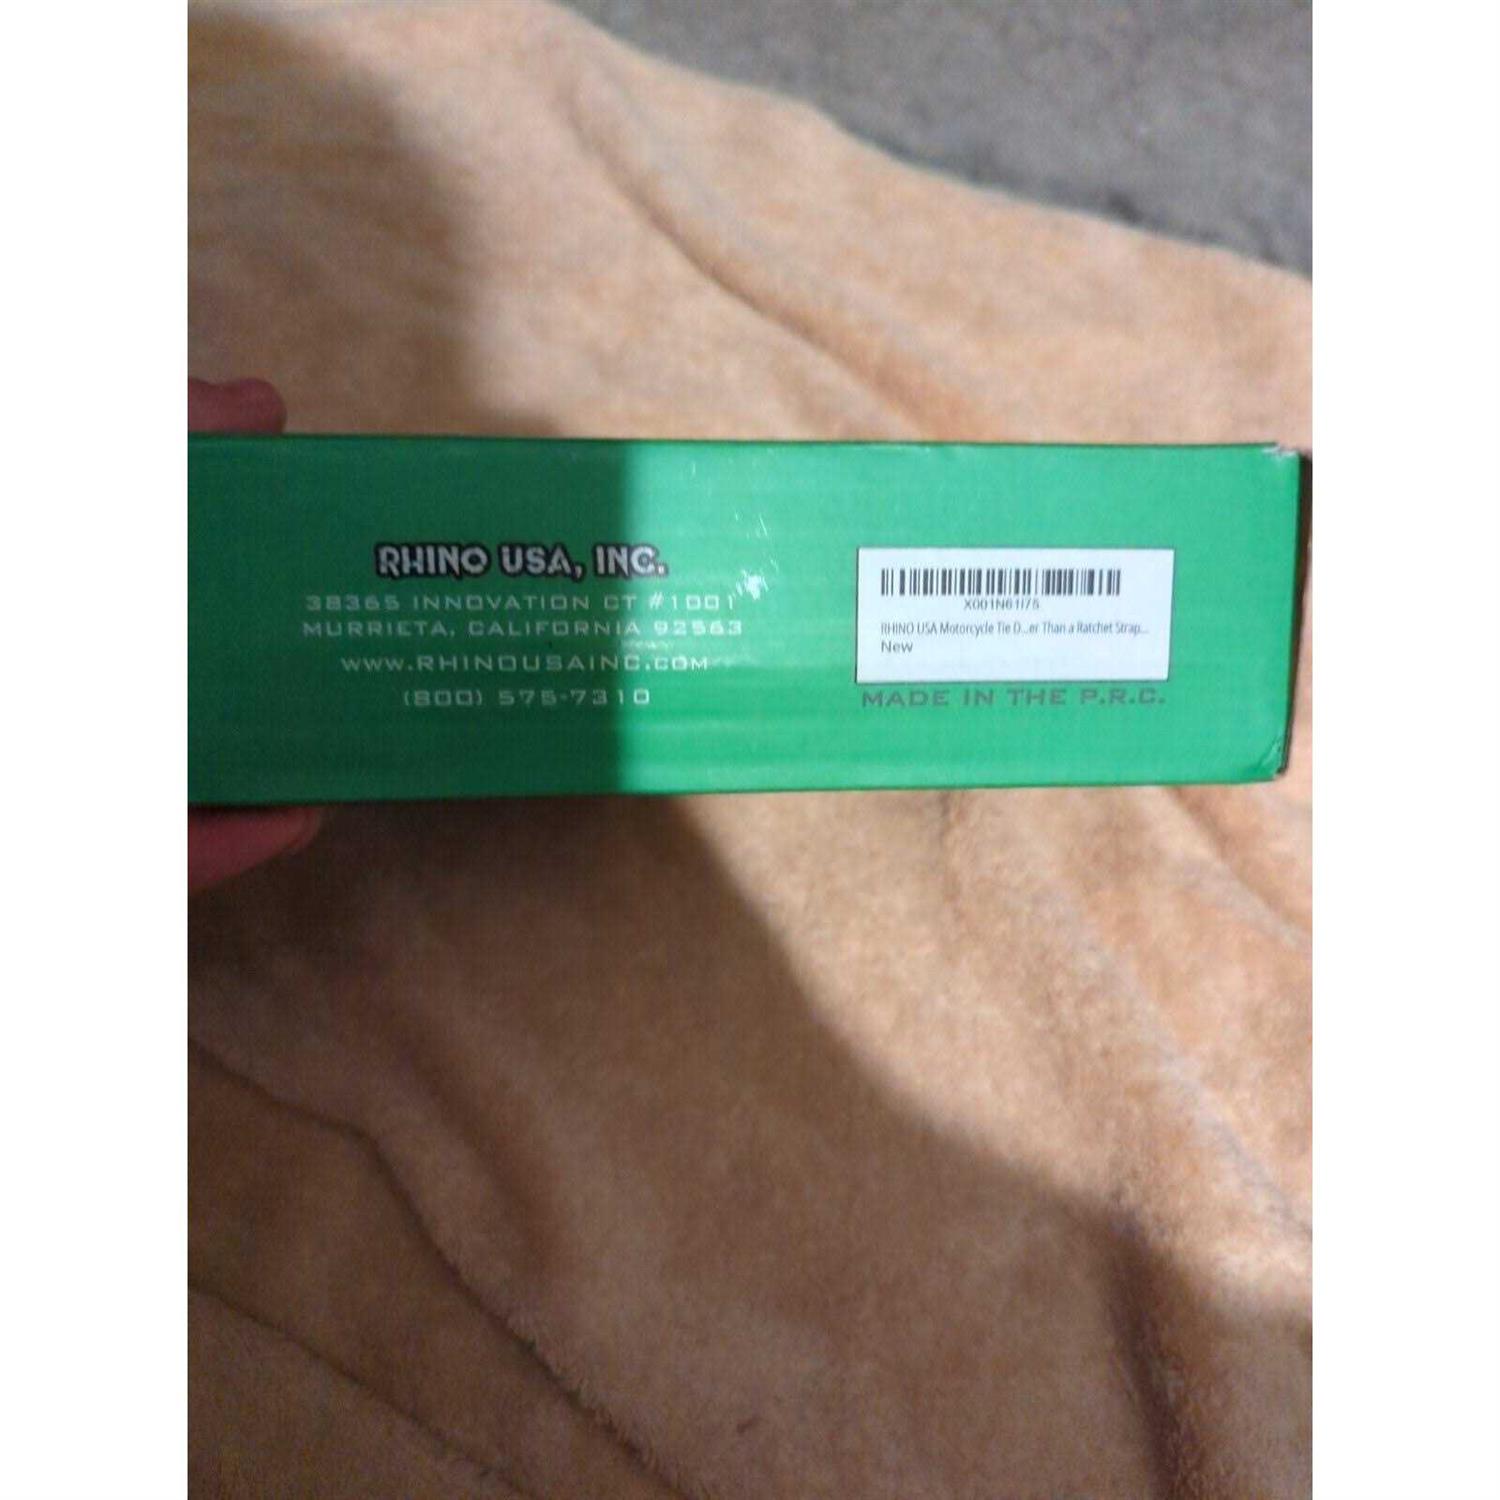 RHINO USA, INC.
38365 INNOVATION CT #1001
MURRIETA, CALIFORNIA 92563
WWW.RHINOUSAINC.COM
(800) 575-7310
X001N61I75
RHINO USA Motorcycle Tie D...er Than a Ratchet Strap...
New
MADE IN THE P.R.C.